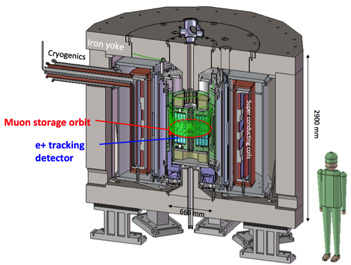 Iron yoke
Cryogenics
Muon storage orbit
e+ tracking
detector
Super conducting coils
2900 mm
666 mm